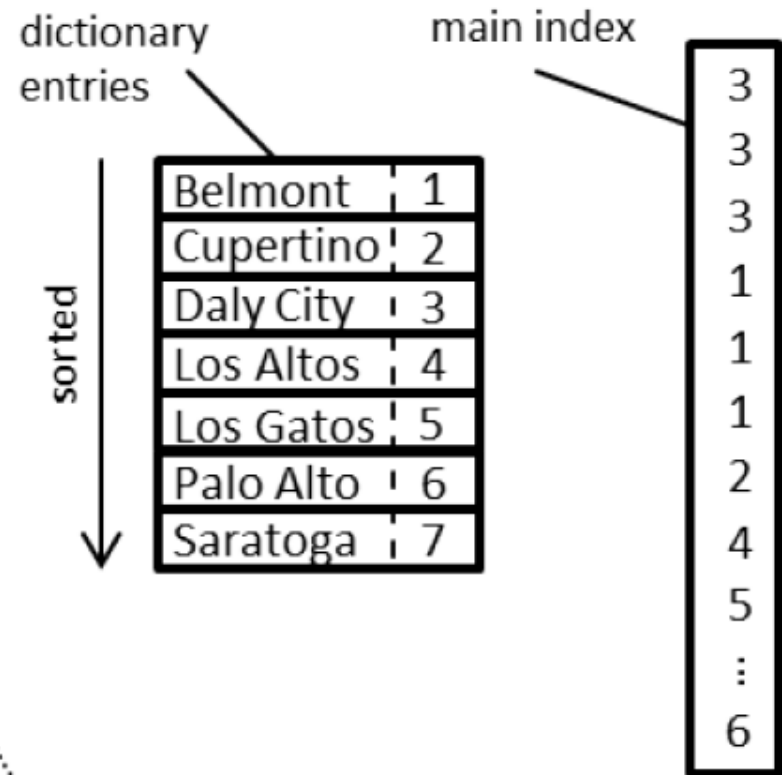 dictionary
entries
main index
sorted
Belmont 1
Cupertino 2
Daly City 3
Los Altos 4
Los Gatos 5
Palo Alto 6
Saratoga 7
3
3
3
1
1
1
2
4
5
⋮
6